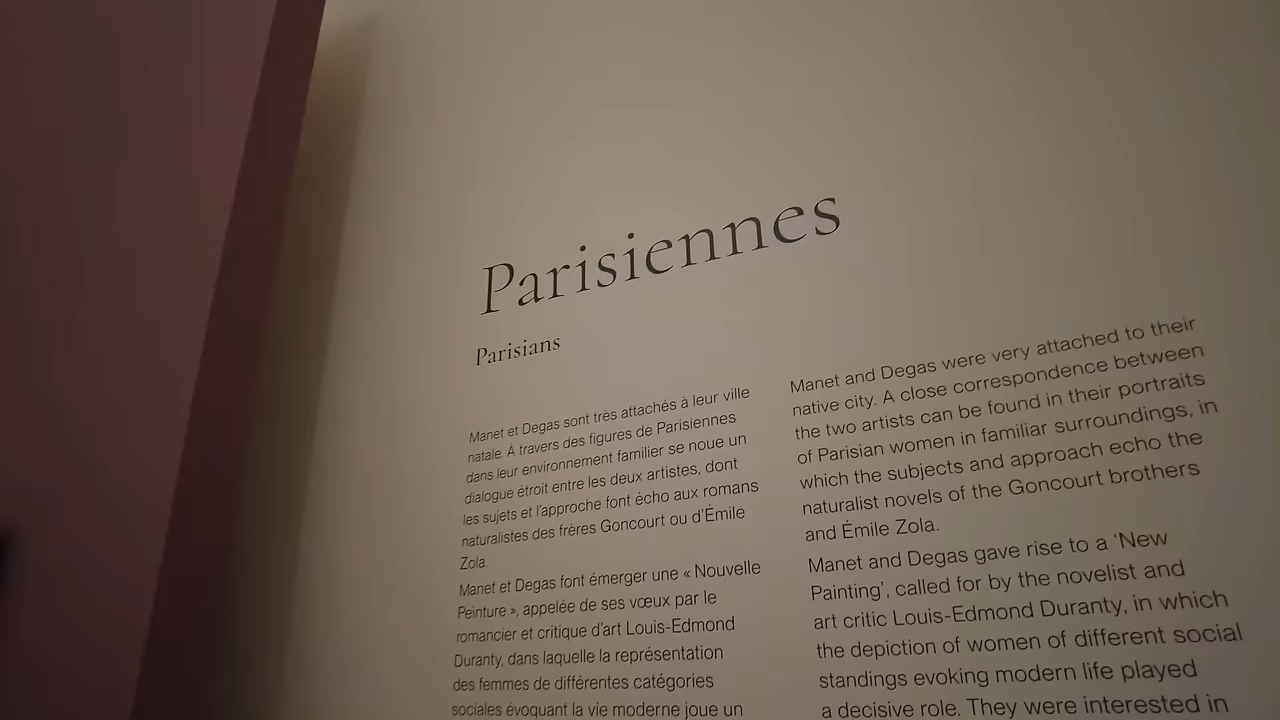 Parisiennes
Parisians
Manet et Degas sont très attachés à leur ville
natale. À travers des figures de Parisiennes
dans leur environnement familier se noue un
dialogue étroit entre les deux artistes, dont
les sujets et l'approche font écho aux romans
naturalistes des frères Goncourt ou d'Émile
Zola.
Manet et Degas font émerger une « Nouvelle
Peinture », appelée de ses vœux par le
romancier et critique d'art Louis-Edmond
Duranty, dans laquelle la représentation
des femmes de différentes catégories
sociales évoquant la vie moderne joue un
Manet and Degas were very attached to their
native city. A close correspondence between
the two artists can be found in their portraits
of Parisian women in familiar surroundings, in
which the subjects and approach echo the
naturalist novels of the Goncourt brothers
and Émile Zola.
Manet and Degas gave rise to a ‘New
Painting’, called for by the novelist and
art critic Louis-Edmond Duranty, in which
the depiction of women of different social
standings evoking modern life played
a decisive role. They were interested in